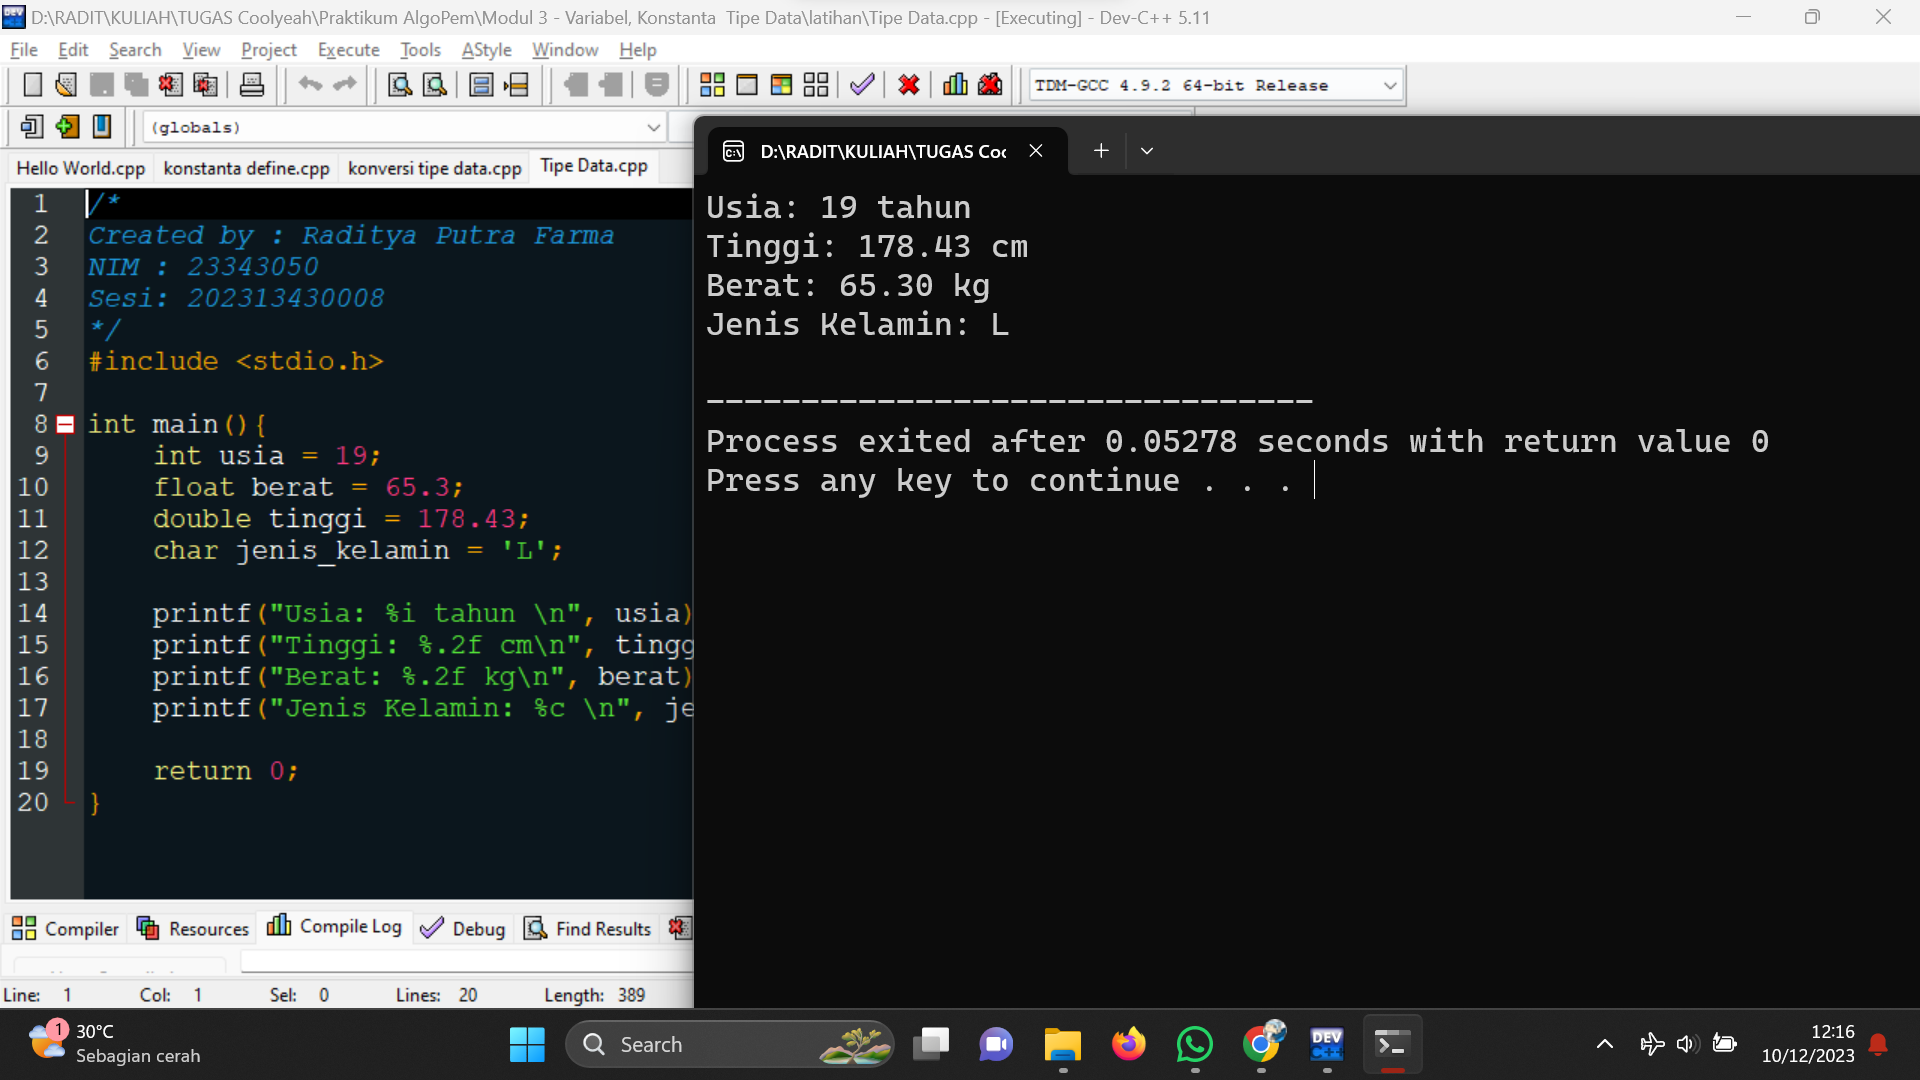 D:\RADIT\KULIAH\TUGAS Coolyeah\Praktikum AlgoPem\Modul 3 - Variabel, Konstanta  Tipe Data\latihan\Tipe Data.cpp - [Executing] - Dev-C++ 5.11
File Edit Search View Project Execute Tools AStyle Window Help
TDM-GCC 4.9.2 64-bit Release
(globals)
Hello World.cpp konstanta define.cpp konversi tipe data.cpp Tipe Data.cpp
1 /*
2 Created by : Raditya Putra Farma
3 NIM : 23343050
4 Sesi: 202313430008
5 */
6 #include <stdio.h>
7
8 int main(){
9 int usia = 19;
10 float berat = 65.3;
11 double tinggi = 178.43;
12 char jenis_kelamin = 'L';
13
14 printf("Usia: %i tahun \n", usia)
15 printf("Tinggi: %.2f cm\n", tingg
16 printf("Berat: %.2f kg\n", berat)
17 printf("Jenis Kelamin: %c \n", je
18
19 return 0;
20 }
D:\RADIT\KULIAH\TUGAS Coc
Usia: 19 tahun
Tinggi: 178.43 cm
Berat: 65.30 kg
Jenis Kelamin: L
--------------------------------
Process exited after 0.05278 seconds with return value 0
Press any key to continue . . .
Compiler Resources Compile Log Debug Find Results
Line: 1 Col: 1 Sel: 0 Lines: 20 Length: 389
1
30°C
Sebagian cerah
Search
DEV
C++
12:16
10/12/2023